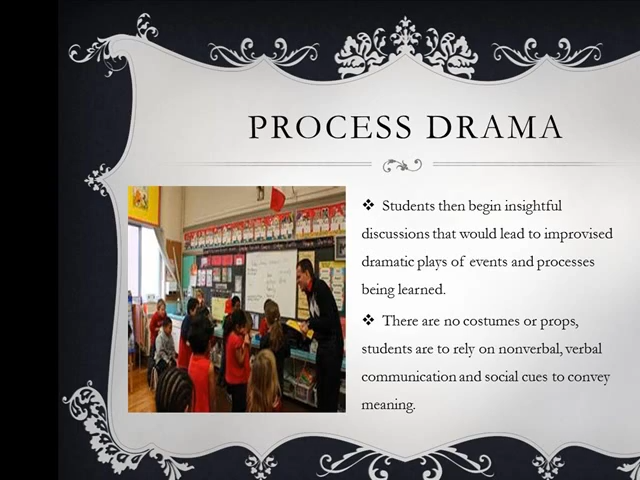 PROCESS DRAMA
❖ Students then begin insightful
discussions that would lead to improvised
dramatic plays of events and processes
being learned.
❖ There are no costumes or props,
students are to rely on nonverbal, verbal
communication and social cues to convey
meaning.